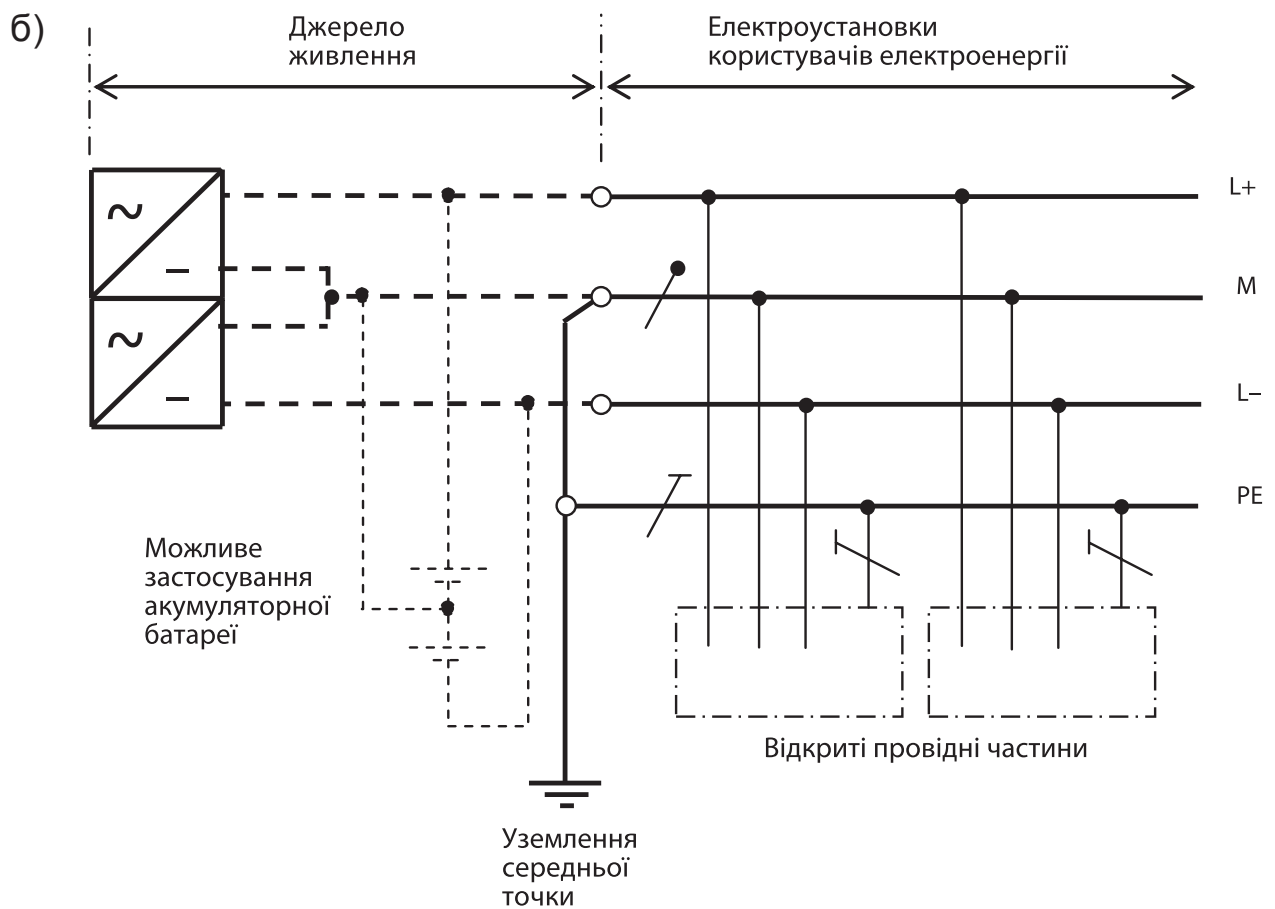 б)
Джерело
живлення
Електроустановки
користувачів електроенергії
L+
M
L–
PE
Можливе
застосування
акумуляторної
батареї
Відкриті провідні частини
Уземлення
середньої
точки